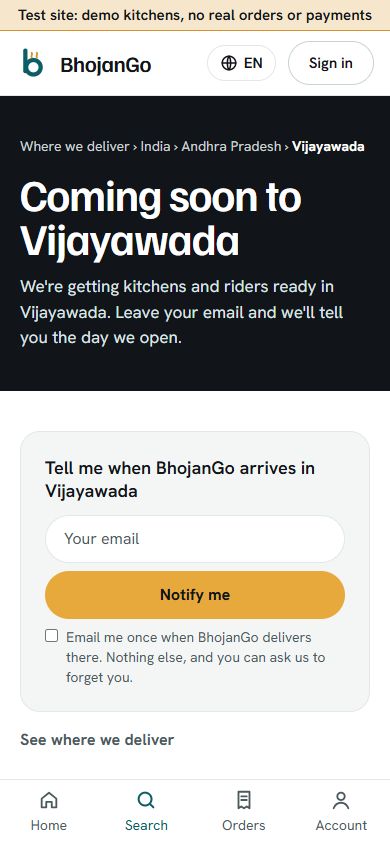 Test site: demo kitchens, no real orders or payments
BhojanGo
EN
Sign in
Where we deliver › India › Andhra Pradesh › Vijayawada
Coming soon to
Vijayawada
We're getting kitchens and riders ready in
Vijayawada. Leave your email and we'll tell
you the day we open.
Tell me when BhojanGo arrives in
Vijayawada
Your email
Notify me
Email me once when BhojanGo delivers
there. Nothing else, and you can ask us to
forget you.
See where we deliver
Home
Search
Orders
Account